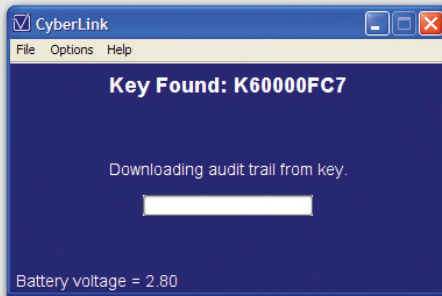 CyberLink
File Options Help
Key Found: K60000FC7
Downloading audit trail from key.
Battery voltage = 2.80